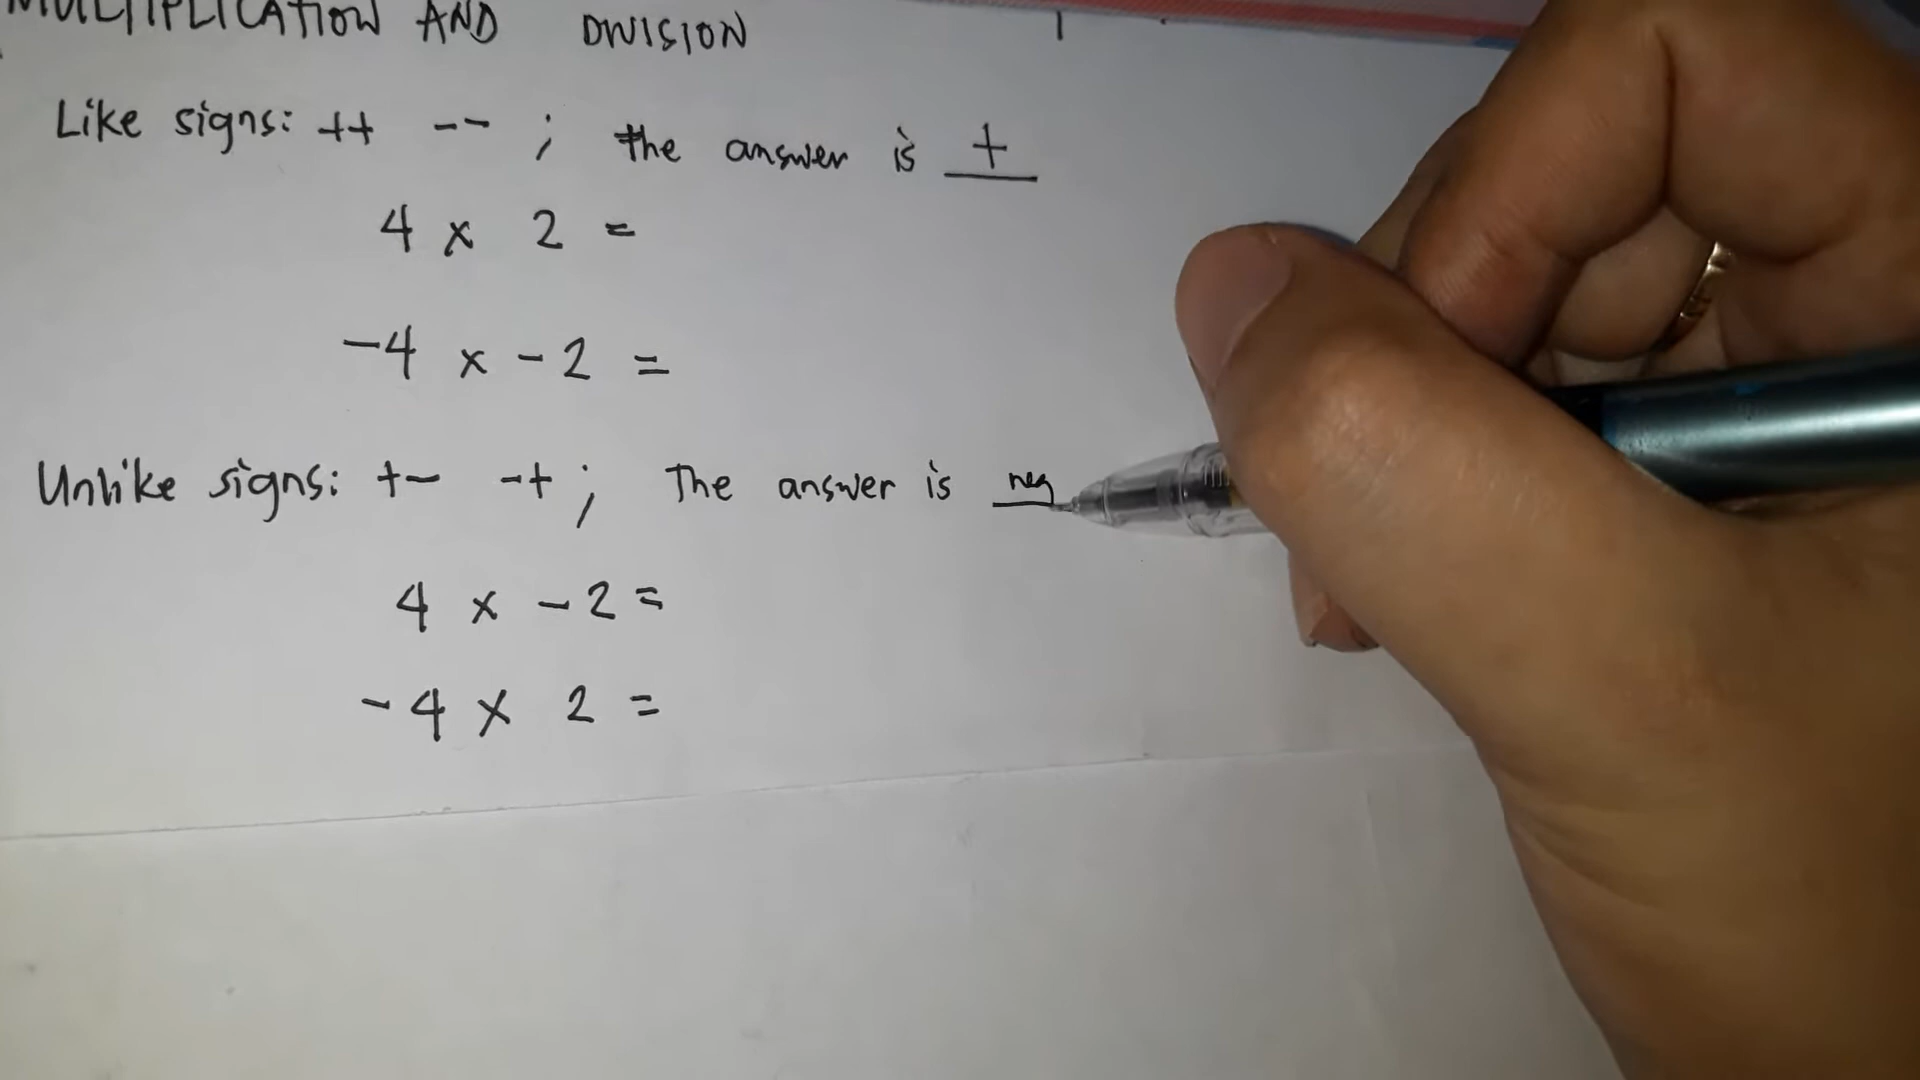 MULTIPLICATION AND DIVISION
Like signs: ++ -- ; the answer is +
4 x 2 =
-4 x -2 =
Unlike signs: +- -+ ; The answer is neg
4 x -2 =
-4 x 2 =